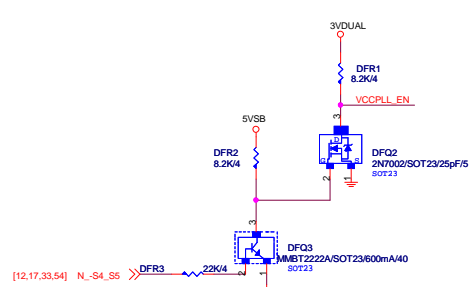 3VDUAL
DFR1
8.2K/4
VCCPLL_EN
3
5VSB
D
DFQ2
G
S
2N7002/SOT23/25pF/5
SOT23
DFR2
8.2K/4
2
1
3
DFQ3
MMBT2222A/SOT23/600mA/40
SOT23
[12,17,33,54] N_-S4_S5
DFR3
22K/4
2
1